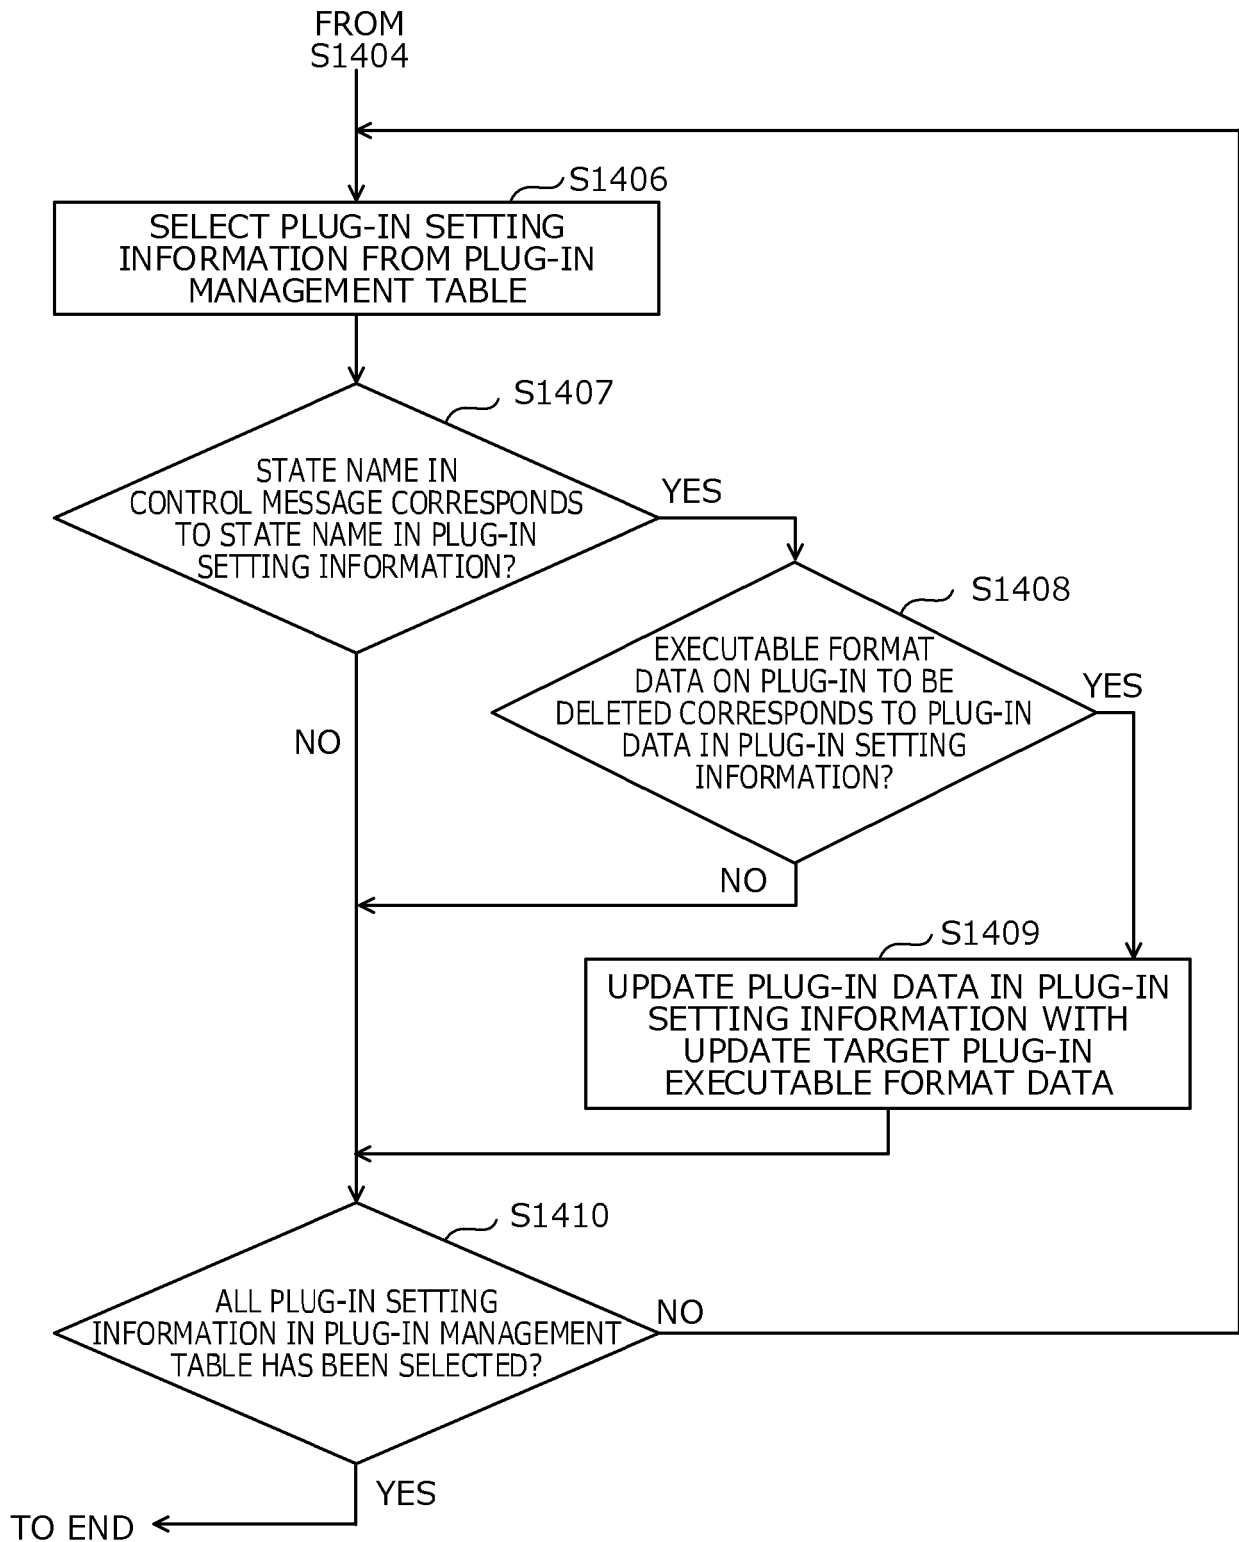 FROM
S1404
S1406
SELECT PLUG-IN SETTING
INFORMATION FROM PLUG-IN
MANAGEMENT TABLE
S1407
STATE NAME IN
CONTROL MESSAGE CORRESPONDS
TO STATE NAME IN PLUG-IN
SETTING INFORMATION?
YES
NO
S1408
EXECUTABLE FORMAT
DATA ON PLUG-IN TO BE
DELETED CORRESPONDS TO PLUG-IN
DATA IN PLUG-IN SETTING
INFORMATION?
YES
NO
S1409
UPDATE PLUG-IN DATA IN PLUG-IN
SETTING INFORMATION WITH
UPDATE TARGET PLUG-IN
EXECUTABLE FORMAT DATA
S1410
ALL PLUG-IN SETTING
INFORMATION IN PLUG-IN MANAGEMENT
TABLE HAS BEEN SELECTED?
NO
YES
TO END